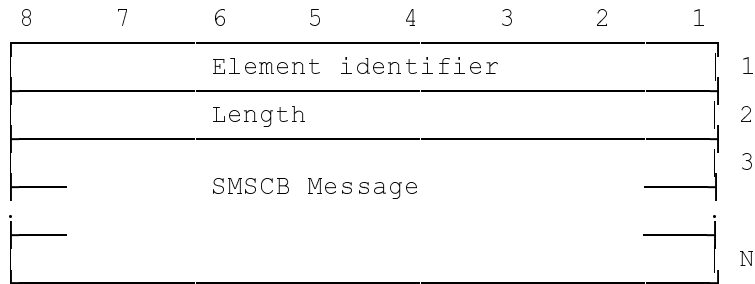 8 7 6 5 4 3 2 1
Element identifier 1
Length 2
3
SMSCB Message
N